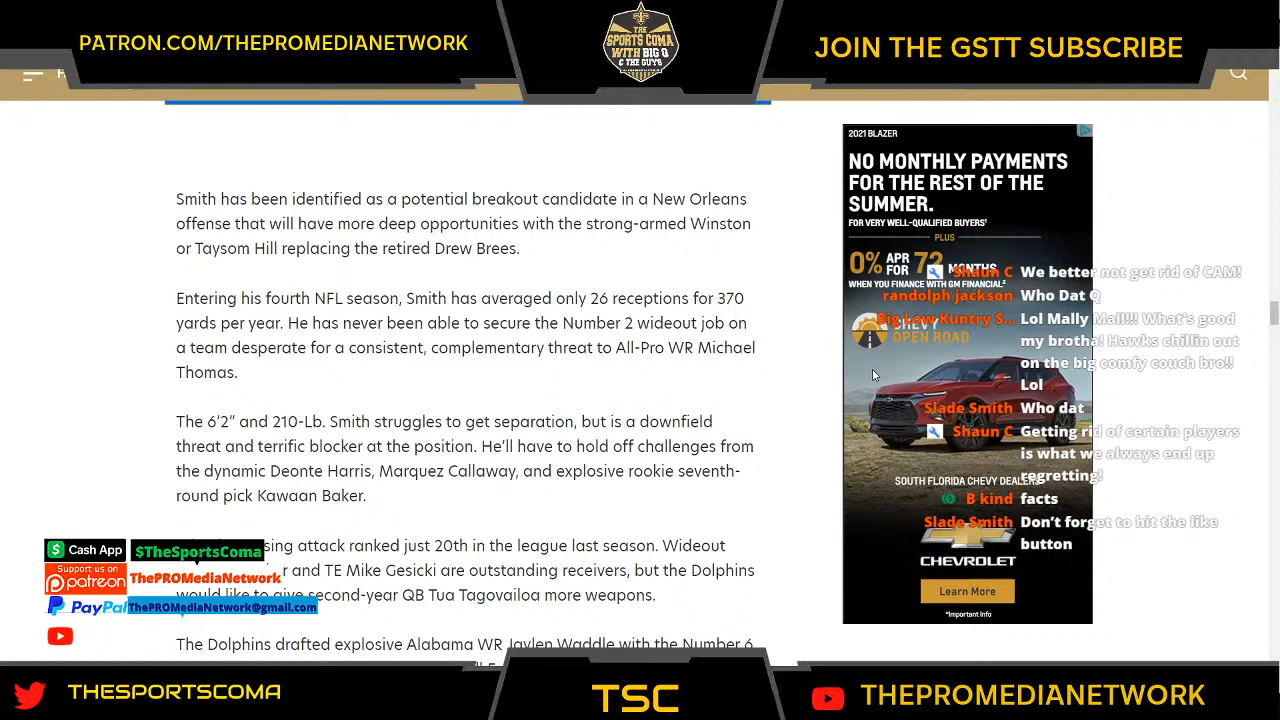 PATRON.COM/THEPROMEDIANETWORK
THE
SPORTS COMA
WITH BIG Q
& THE GUYS
JOIN THE GSTT SUBSCRIBE
Smith has been identified as a potential breakout candidate in a New Orleans
offense that will have more deep opportunities with the strong-armed Winston
or Taysom Hill replacing the retired Drew Brees.
Entering his fourth NFL season, Smith has averaged only 26 receptions for 370
yards per year. He has never been able to secure the Number 2 wideout job on
a team desperate for a consistent, complementary threat to All-Pro WR Michael
Thomas.
The 6’2” and 210-Lb. Smith struggles to get separation, but is a downfield
threat and terrific blocker at the position. He’ll have to hold off challenges from
the dynamic Deonte Harris, Marquez Callaway, and explosive rookie seventh-
round pick Kawaan Baker.
sing attack ranked just 20th in the league last season. Wideout
r and TE Mike Gesicki are outstanding receivers, but the Dolphins
would like to give second-year QB Tua Tagovailoa more weapons.
The Dolphins drafted explosive Alabama WR Jaylen Waddle with the Number 6
2021 BLAZER
NO MONTHLY PAYMENTS
FOR THE REST OF THE
SUMMER.
FOR VERY WELL-QUALIFIED BUYERS¹
PLUS
0% APR FOR 72 MONTHS
WHEN YOU FINANCE WITH GM FINANCIAL²
CHEVY
OPEN ROAD
SOUTH FLORIDA CHEVY DEALERS
CHEVROLET
Learn More
*Important Info
Shaun C We better not get rid of CAM!
randolph jackson Who Dat Q
Big Low Kuntry S... Lol Mally Mall!!! What's good
my brotha! Hawks chillin out
on the big comfy couch bro!!
Lol
Slade Smith Who dat
Shaun C Getting rid of certain players
is what we always end up
regretting!
B kind facts
Slade Smith Don’t forget to hit the like
button
$ Cash App $TheSportsComa
Support us on
patreon ThePROMediaNetwork
PayPal ThePROMediaNetwork@gmail.com
THESPORTSCOMA
TSC
THEPROMEDIANETWORK